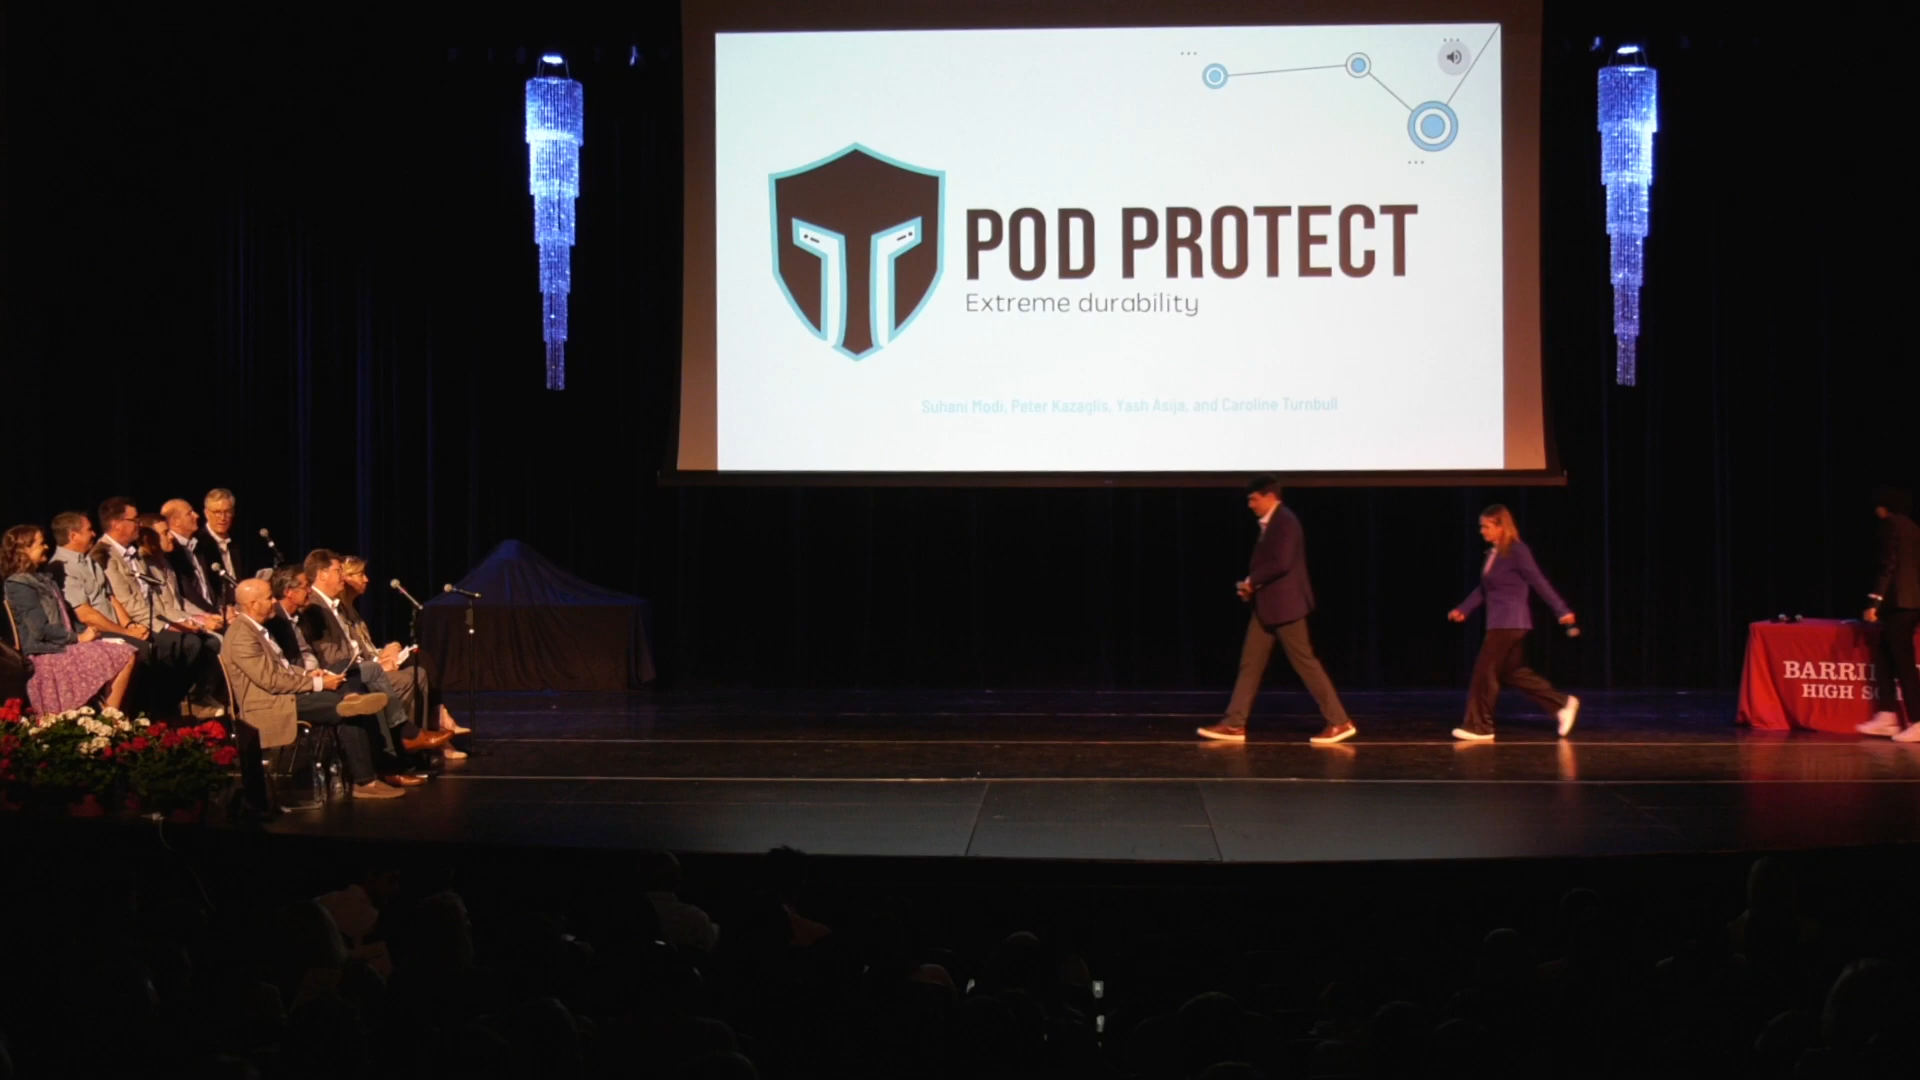 POD PROTECT
Extreme durability
Suhani Modi, Peter Kazaglis, Yash Asija, and Caroline Turnbull
BARRI
HIGH S